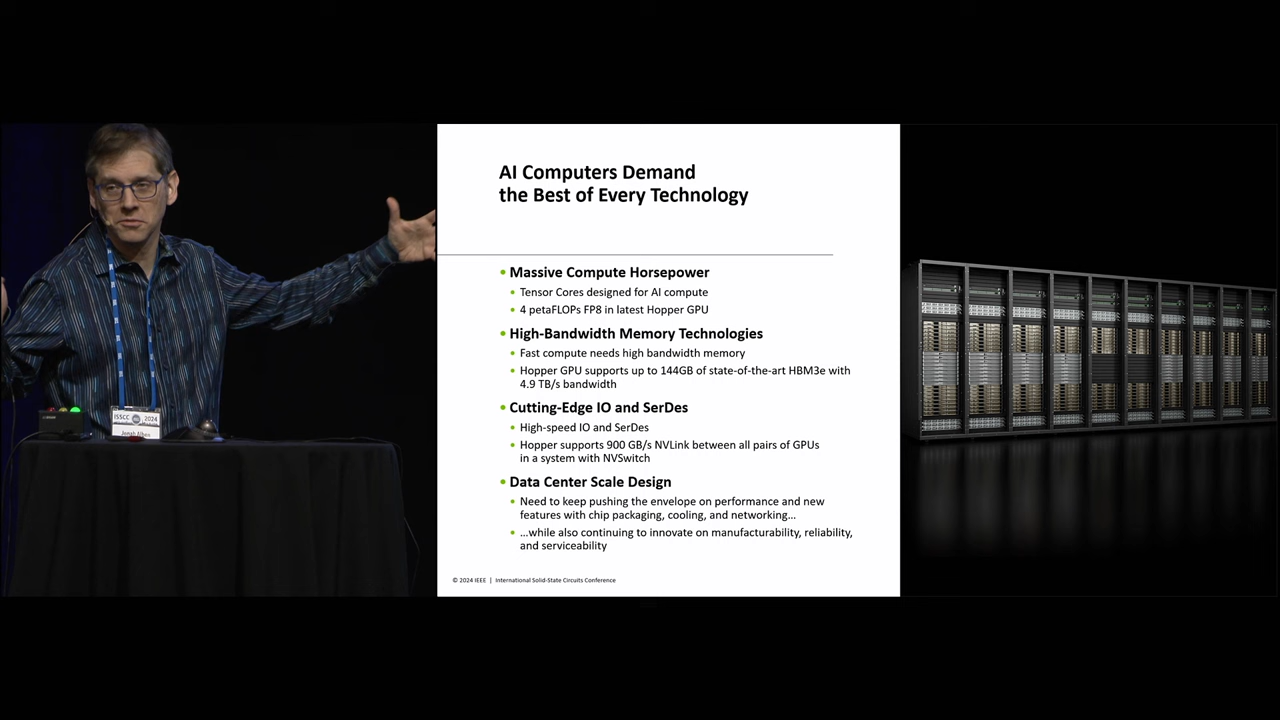 AI Computers Demand
the Best of Every Technology
• Massive Compute Horsepower
• Tensor Cores designed for AI compute
• 4 petaFLOPs FP8 in latest Hopper GPU
• High-Bandwidth Memory Technologies
• Fast compute needs high bandwidth memory
• Hopper GPU supports up to 144GB of state-of-the-art HBM3e with
4.9 TB/s bandwidth
• Cutting-Edge IO and SerDes
• High-speed IO and SerDes
• Hopper supports 900 GB/s NVLink between all pairs of GPUs
in a system with NVSwitch
• Data Center Scale Design
• Need to keep pushing the envelope on performance and new
features with chip packaging, cooling, and networking…
• …while also continuing to innovate on manufacturability, reliability,
and serviceability
© 2024 IEEE | International Solid-State Circuits Conference
ISSCC 2024
Jonah Alben